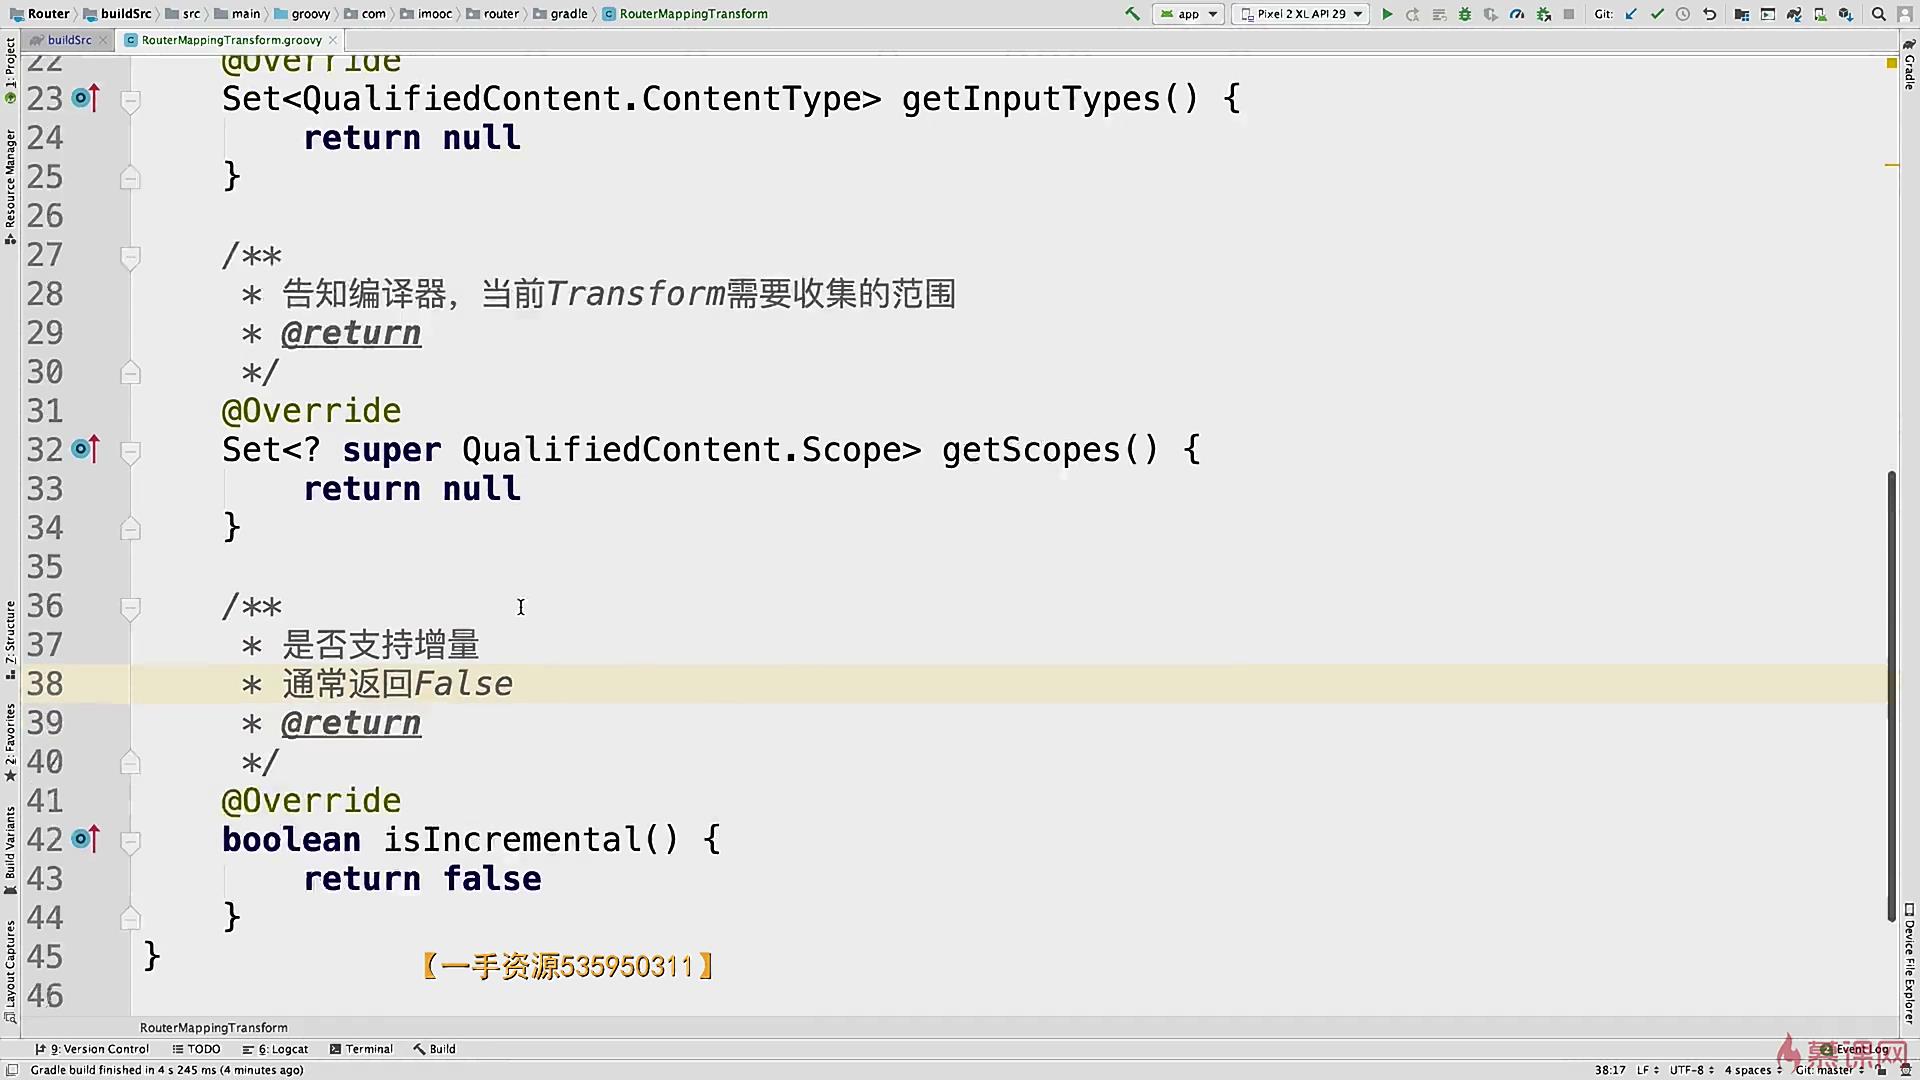 Router buildSrc src main groovy com imooc router gradle RouterMappingTransform app Pixel 2 XL API 29 Git:
buildSrc RouterMappingTransform.groovy
22 @Override
23 Set<QualifiedContent.ContentType> getInputTypes() {
24 return null
25 }
26
27 /**
28 * 告知编译器，当前Transform需要收集的范围
29 * @return
30 */
31 @Override
32 Set<? super QualifiedContent.Scope> getScopes() {
33 return null
34 }
35
36 /**
37 * 是否支持增量
38 * 通常返回False
39 * @return
40 */
41 @Override
42 boolean isIncremental() {
43 return false
44 }
45 }
46
【一手资源535950311】
1: Project
Resource Manager
7: Structure
2: Favorites
Build Variants
Layout Captures
Gradle
Device File Explorer
RouterMappingTransform
9: Version Control TODO 6: Logcat Terminal Build 2 Event Log
慕课网
Gradle build finished in 4 s 245 ms (4 minutes ago) 38:17 LF UTF-8 4 spaces Git: master